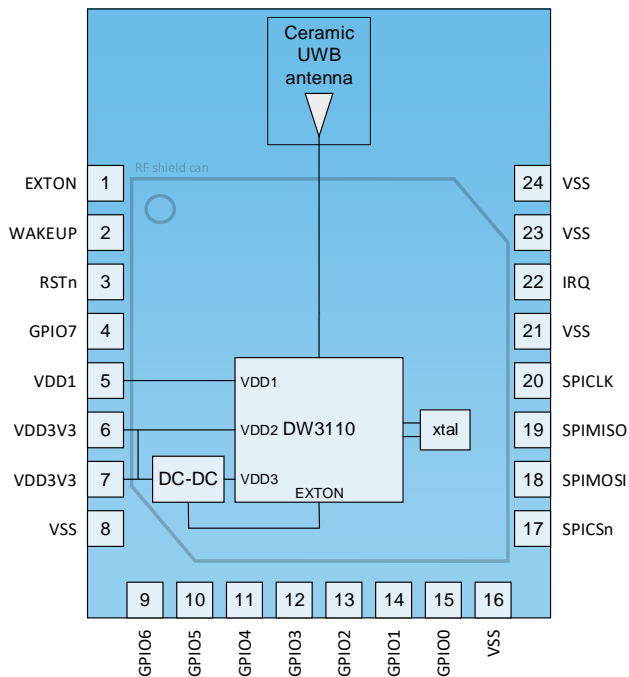 Ceramic
UWB
antenna
RF shield can
EXTON 1
WAKEUP 2
RSTn 3
GPIO7 4
VDD1 5
VDD3V3 6
VDD3V3 7
VSS 8
24 VSS
23 VSS
22 IRQ
21 VSS
20 SPICLK
19 SPIMISO
18 SPIMOSI
17 SPICSn
VDD1
VDD2 DW3110
VDD3
EXTON
xtal
DC-DC
9 10 11 12 13 14 15 16
GPIO6
GPIO5
GPIO4
GPIO3
GPIO2
GPIO1
GPIO0
VSS